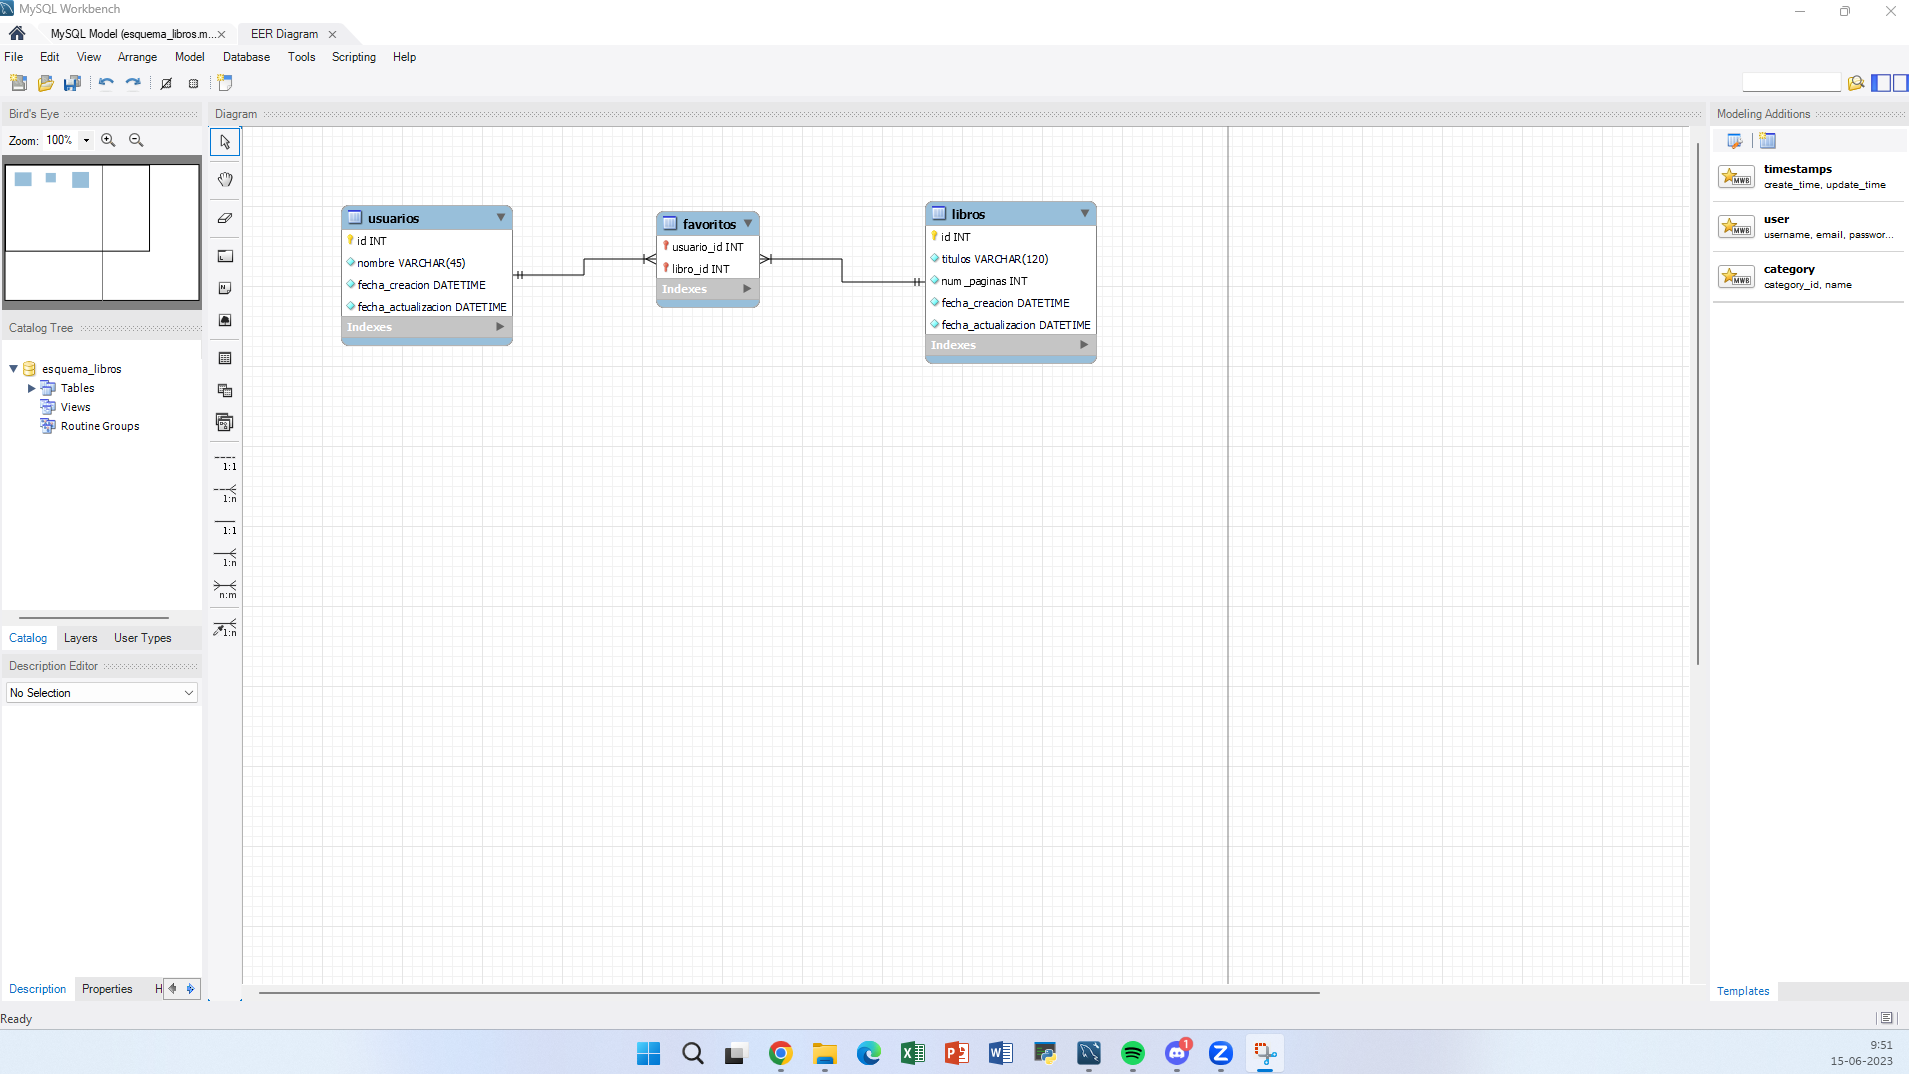 MySQL Workbench
MySQL Model (esquema_libros.m... × EER Diagram ×
File Edit View Arrange Model Database Tools Scripting Help
Bird's Eye
Zoom: 100%
Catalog Tree
esquema_libros
Tables
Views
Routine Groups
Catalog Layers User Types
Description Editor
No Selection
Description Properties H
Ready
Diagram
1:1
1:n
1:1
1:n
n:m
1:n
usuarios
id INT
nombre VARCHAR(45)
fecha_creacion DATETIME
fecha_actualizacion DATETIME
Indexes
favoritos
usuario_id INT
libro_id INT
Indexes
libros
id INT
titulos VARCHAR(120)
num_paginas INT
fecha_creacion DATETIME
fecha_actualizacion DATETIME
Indexes
Modeling Additions
MWB
timestamps
create_time, update_time
MWB
user
username, email, passwor...
MWB
category
category_id, name
Templates
1
9:51
15-06-2023